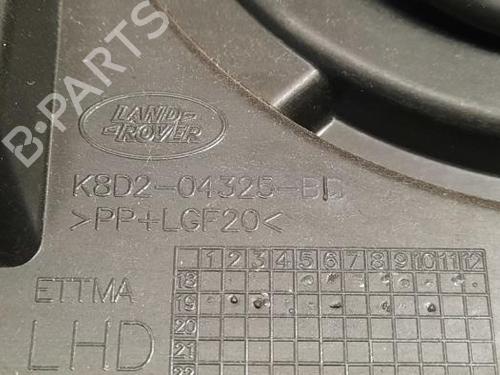 B·PARTS
LAND-
-ROVER
K8D2-04325-BD
>PP+LGF20<
1 2 3 4 5 6 7 8 9 10 11 12
18
ETTMA
19
20
LHD
21
22